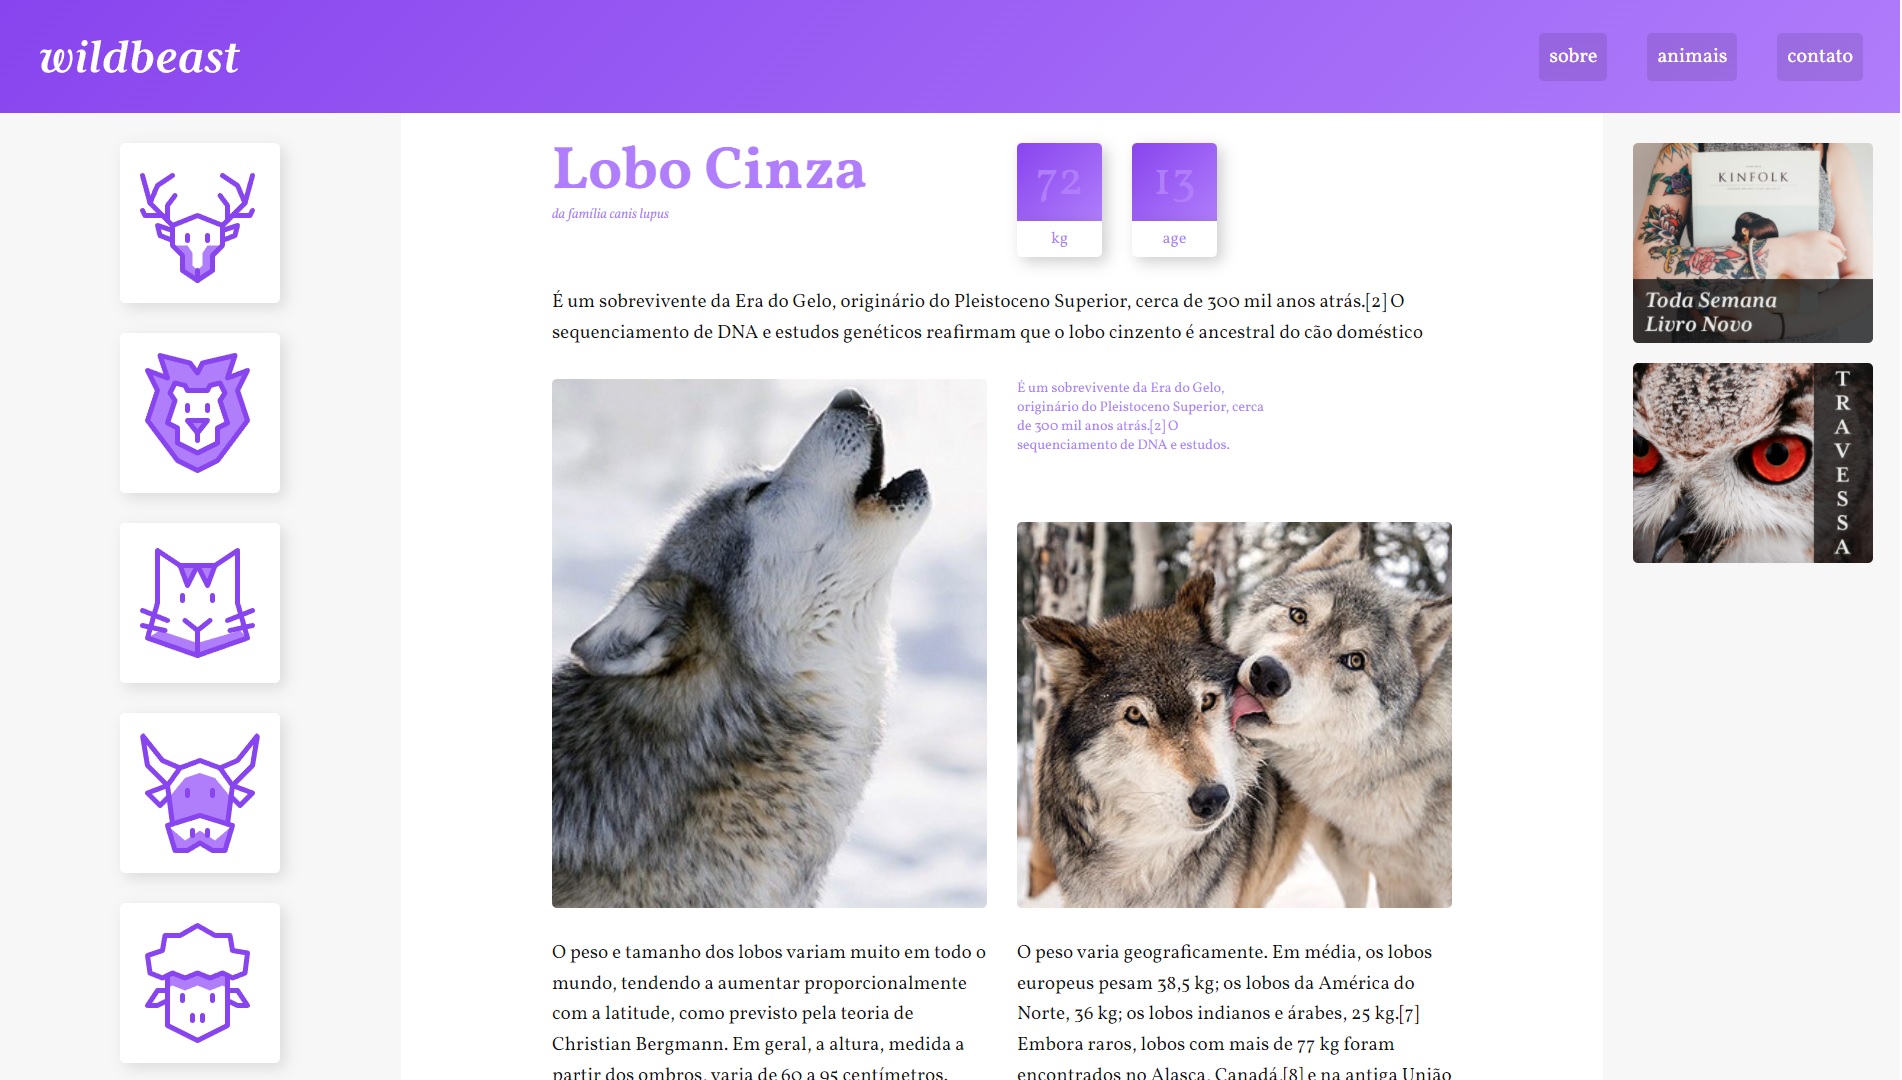 wildbeast
sobre
animais
contato
Lobo Cinza
da família canis lupus
72
kg
13
age
É um sobrevivente da Era do Gelo, originário do Pleistoceno Superior, cerca de 300 mil anos atrás.[2] O
sequenciamento de DNA e estudos genéticos reafirmam que o lobo cinzento é ancestral do cão doméstico
É um sobrevivente da Era do Gelo,
originário do Pleistoceno Superior, cerca
de 300 mil anos atrás.[2] O
sequenciamento de DNA e estudos.
O peso e tamanho dos lobos variam muito em todo o
mundo, tendendo a aumentar proporcionalmente
com a latitude, como previsto pela teoria de
Christian Bergmann. Em geral, a altura, medida a
partir dos ombros, varia de 60 a 95 centímetros.
O peso varia geograficamente. Em média, os lobos
europeus pesam 38,5 kg; os lobos da América do
Norte, 36 kg; os lobos indianos e árabes, 25 kg.[7]
Embora raros, lobos com mais de 77 kg foram
encontrados no Alasca, Canadá,[8] e na antiga União
KINFOLK
Toda Semana
Livro Novo
TRAVESSA